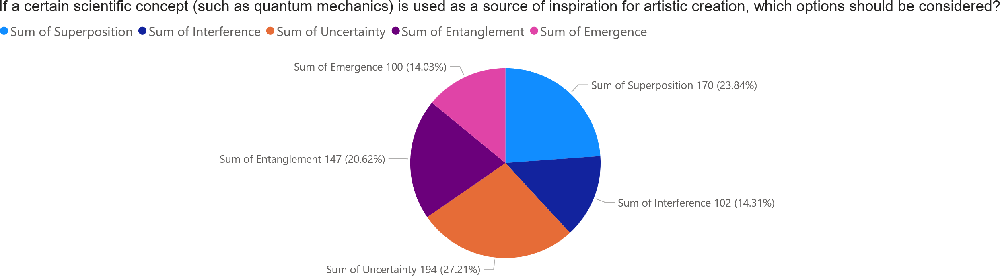 If a certain scientific concept (such as quantum mechanics) is used as a source of inspiration for artistic creation, which options should be considered?
Sum of Superposition Sum of Interference Sum of Uncertainty Sum of Entanglement Sum of Emergence
Sum of Emergence 100 (14.03%)
Sum of Superposition 170 (23.84%)
Sum of Entanglement 147 (20.62%)
Sum of Interference 102 (14.31%)
Sum of Uncertainty 194 (27.21%)